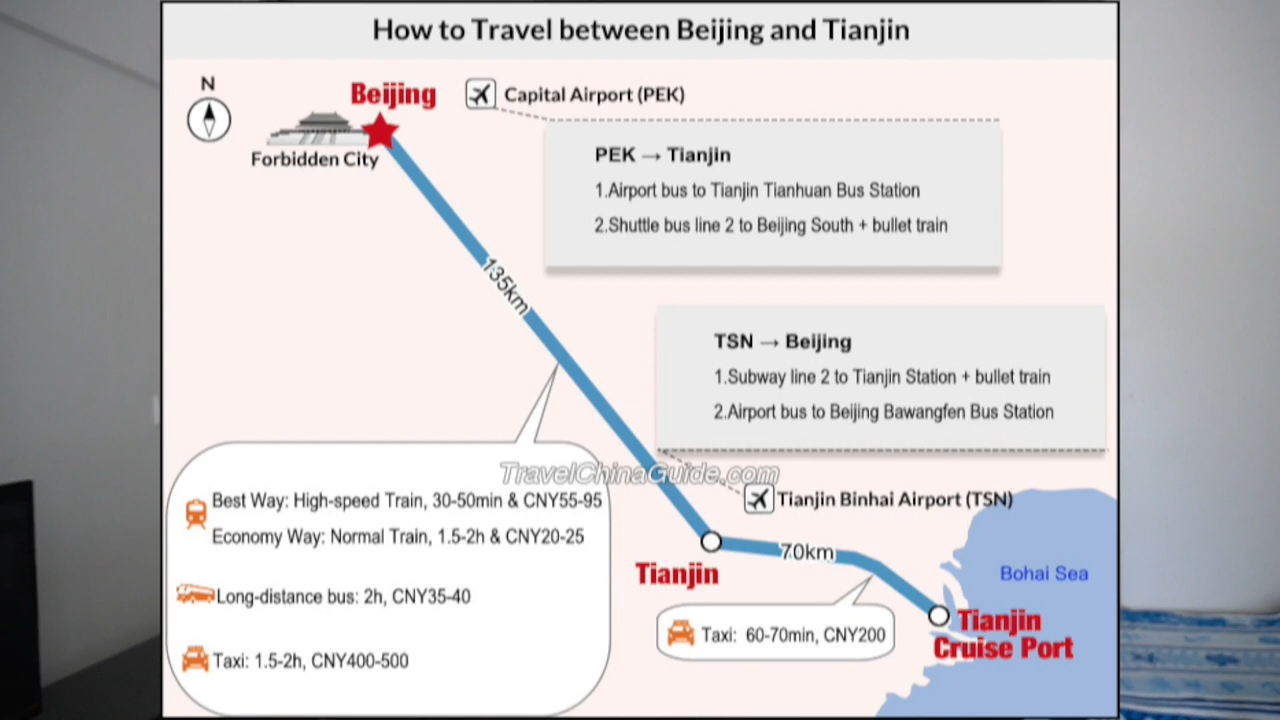 How to Travel between Beijing and Tianjin
N
Beijing
Capital Airport (PEK)
Forbidden City
PEK → Tianjin
1.Airport bus to Tianjin Tianhuan Bus Station
2.Shuttle bus line 2 to Beijing South + bullet train
135km
TSN → Beijing
1.Subway line 2 to Tianjin Station + bullet train
2.Airport bus to Beijing Bawangfen Bus Station
TravelChinaGuide.com
Best Way: High-speed Train, 30-50min & CNY55-95
Economy Way: Normal Train, 1.5-2h & CNY20-25
Long-distance bus: 2h, CNY35-40
Taxi: 1.5-2h, CNY400-500
Tianjin Binhai Airport (TSN)
70km
Tianjin
Bohai Sea
Taxi: 60-70min, CNY200
Tianjin
Cruise Port